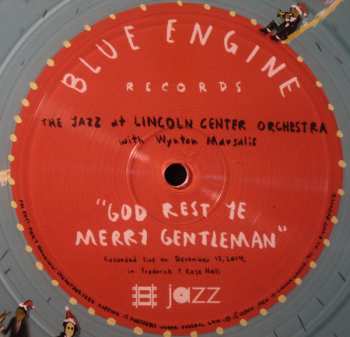 BLUE ENGINE
RECORDS
THE JAZZ at LINCOLN CENTER ORCHESTRA
with Wynton Marsalis
"GOD REST YE
MERRY GENTLEMAN"
Recorded live on December 13, 2014,
in Frederick P. Rose Hall
jazz